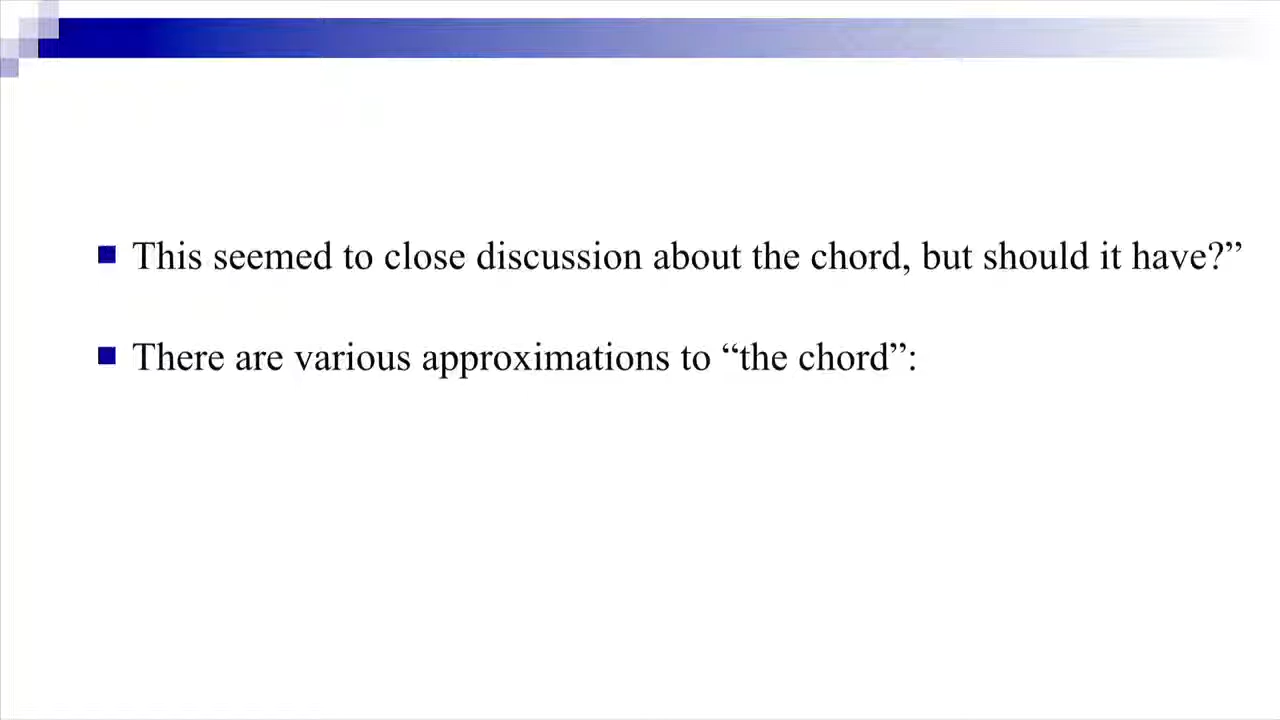 This seemed to close discussion about the chord, but should it have?”
There are various approximations to “the chord”: